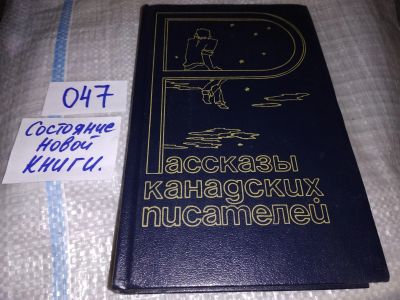 047
Состояние
новой
книги.
Рассказы
канадских
писателей